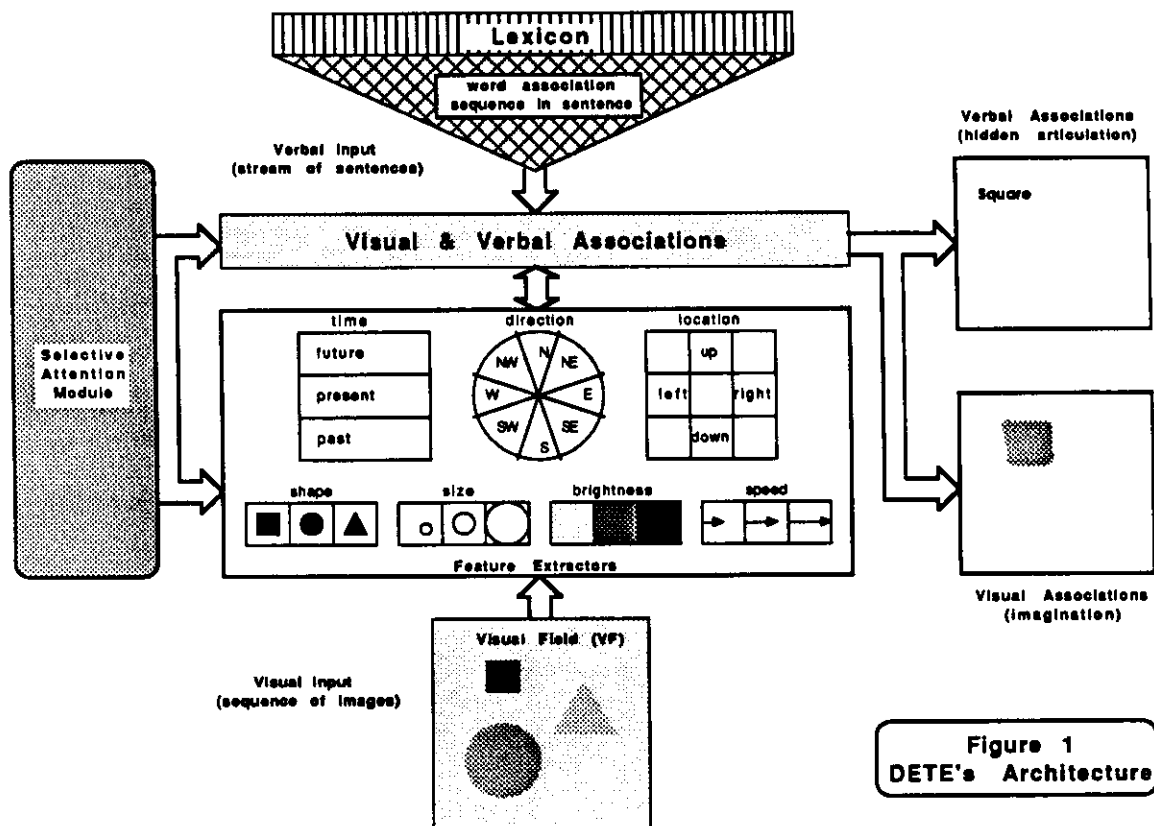 Lexicon
word association
sequence in sentence
Verbal Input
(stream of sentences)
Verbal Associations
(hidden articulation)
Square
Visual & Verbal Associations
Selective
Attention
Module
time
future
present
past
direction
N
NE
E
SE
S
SW
W
NW
location
up
left
right
down
shape
size
brightness
speed
Feature Extractors
Visual Associations
(imagination)
Visual Field (VF)
Visual Input
(sequence of images)
Figure 1
DETE's Architecture